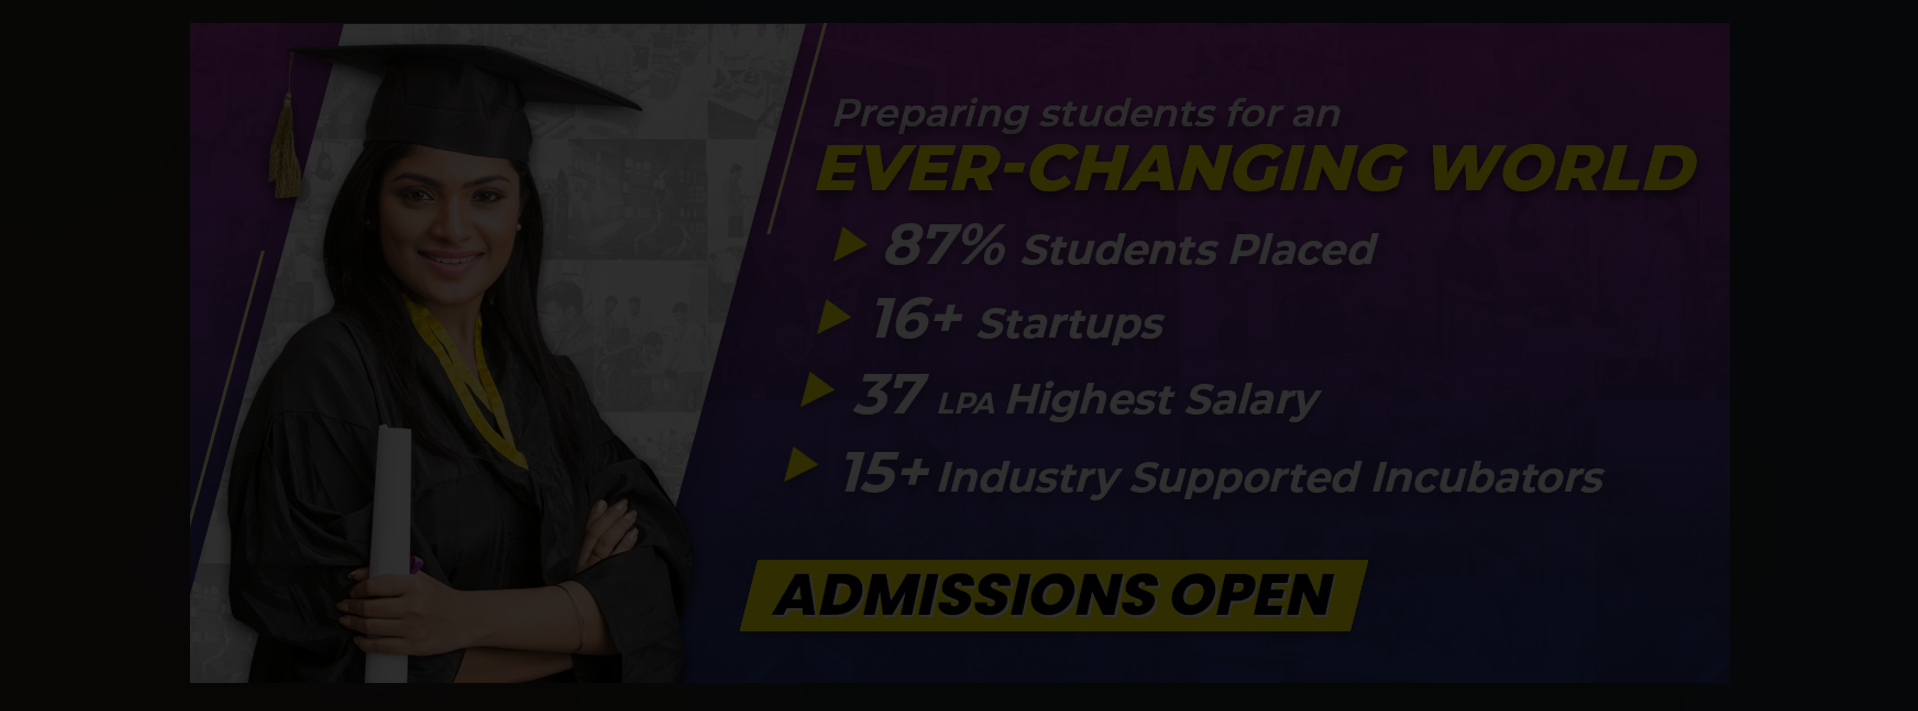 Preparing students for an
EVER-CHANGING WORLD
87% Students Placed
16+ Startups
37 LPA Highest Salary
15+ Industry Supported Incubators
ADMISSIONS OPEN